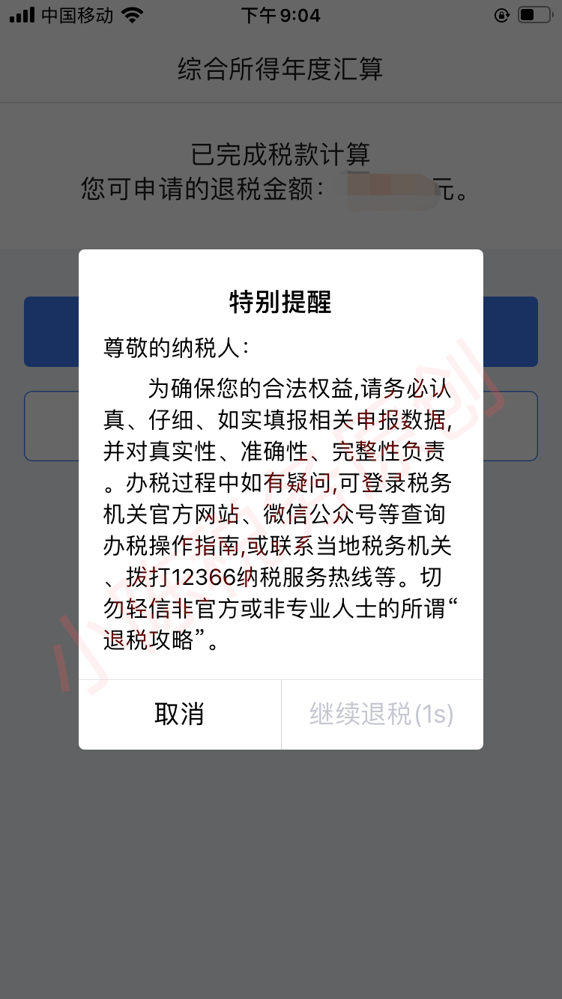 中国移动
下午9:04
综合所得年度汇算
已完成税款计算
您可申请的退税金额：
元。
特别提醒
尊敬的纳税人：
为确保您的合法权益,请务必认
真、仔细、如实填报相关申报数据,
并对真实性、准确性、完整性负责
。办税过程中如有疑问,可登录税务
机关官方网站、微信公众号等查询
办税操作指南,或联系当地税务机关
、拨打12366纳税服务热线等。切
勿轻信非官方或非专业人士的所谓“
退税攻略”。
取消
继续退税(1s)
小陈税务原创